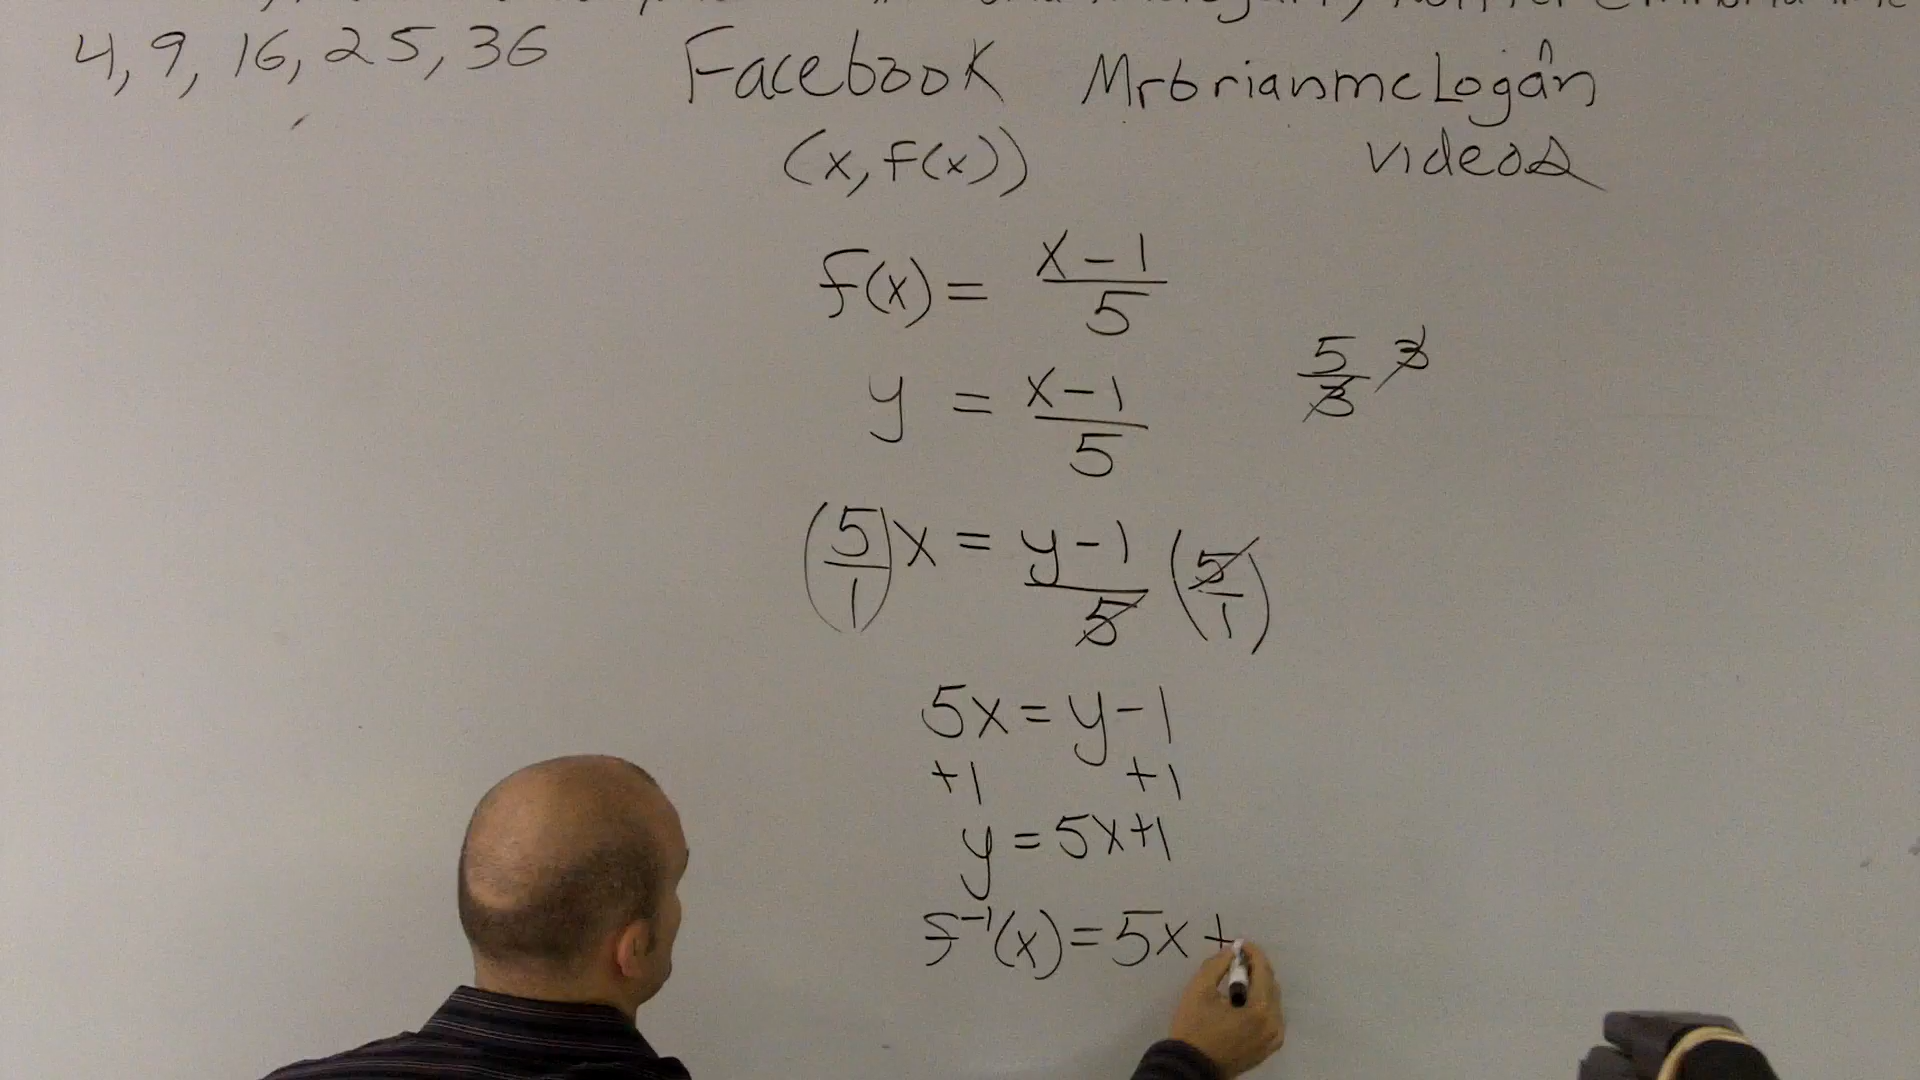 4, 9, 16, 25, 36
Facebook MrbrianmcLogan
videos
(x, f(x))
f(x) = x-1/5
y = x-1/5
5/3 3
(5/1)x = y-1/5 (5/1)
5x = y-1
+1 +1
y = 5x+1
f⁻¹(x) = 5x +